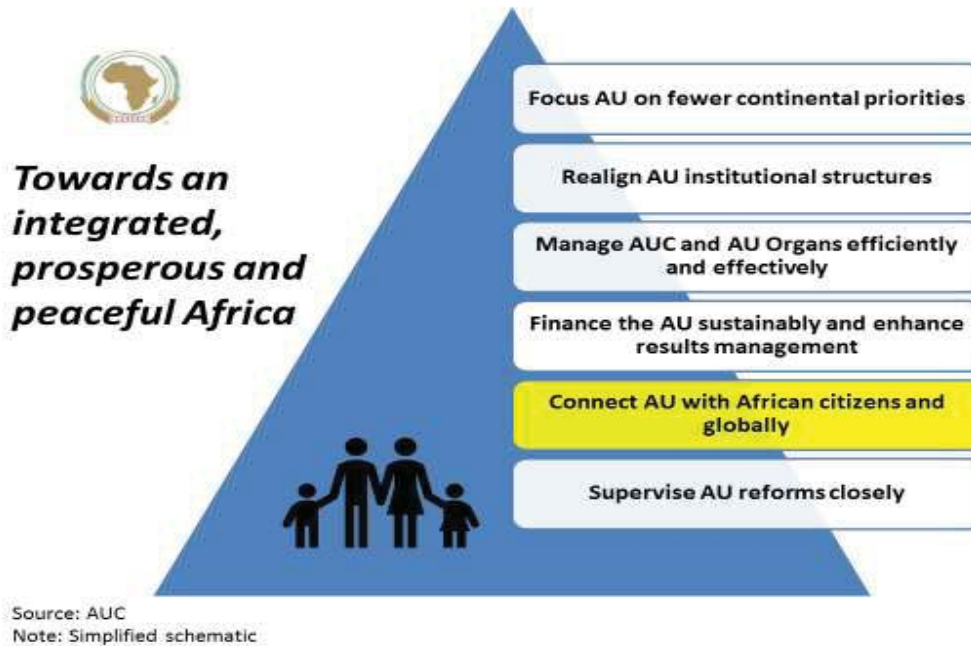 Towards an
integrated,
prosperous and
peaceful Africa
Focus AU on fewer continental priorities
Realign AU institutional structures
Manage AUC and AU Organs efficiently
and effectively
Finance the AU sustainably and enhance
results management
Connect AU with African citizens and
globally
Supervise AU reforms closely
Source: AUC
Note: Simplified schematic